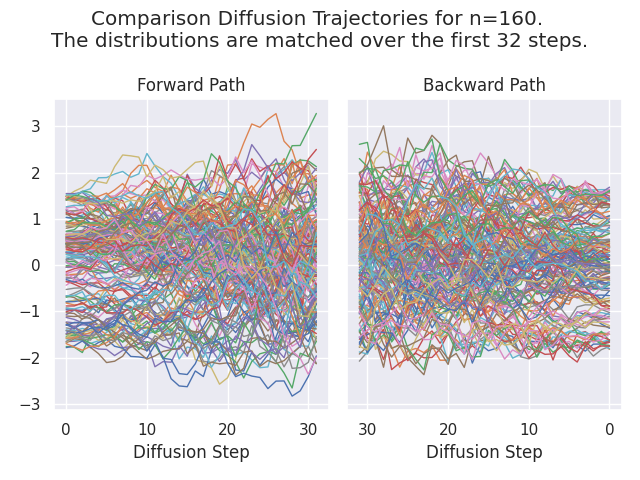 Comparison Diffusion Trajectories for n=160.
The distributions are matched over the first 32 steps.
Forward Path
Backward Path
3
2
1
0
−1
−2
−3
0
10
20
30
30
20
10
0
Diffusion Step
Diffusion Step